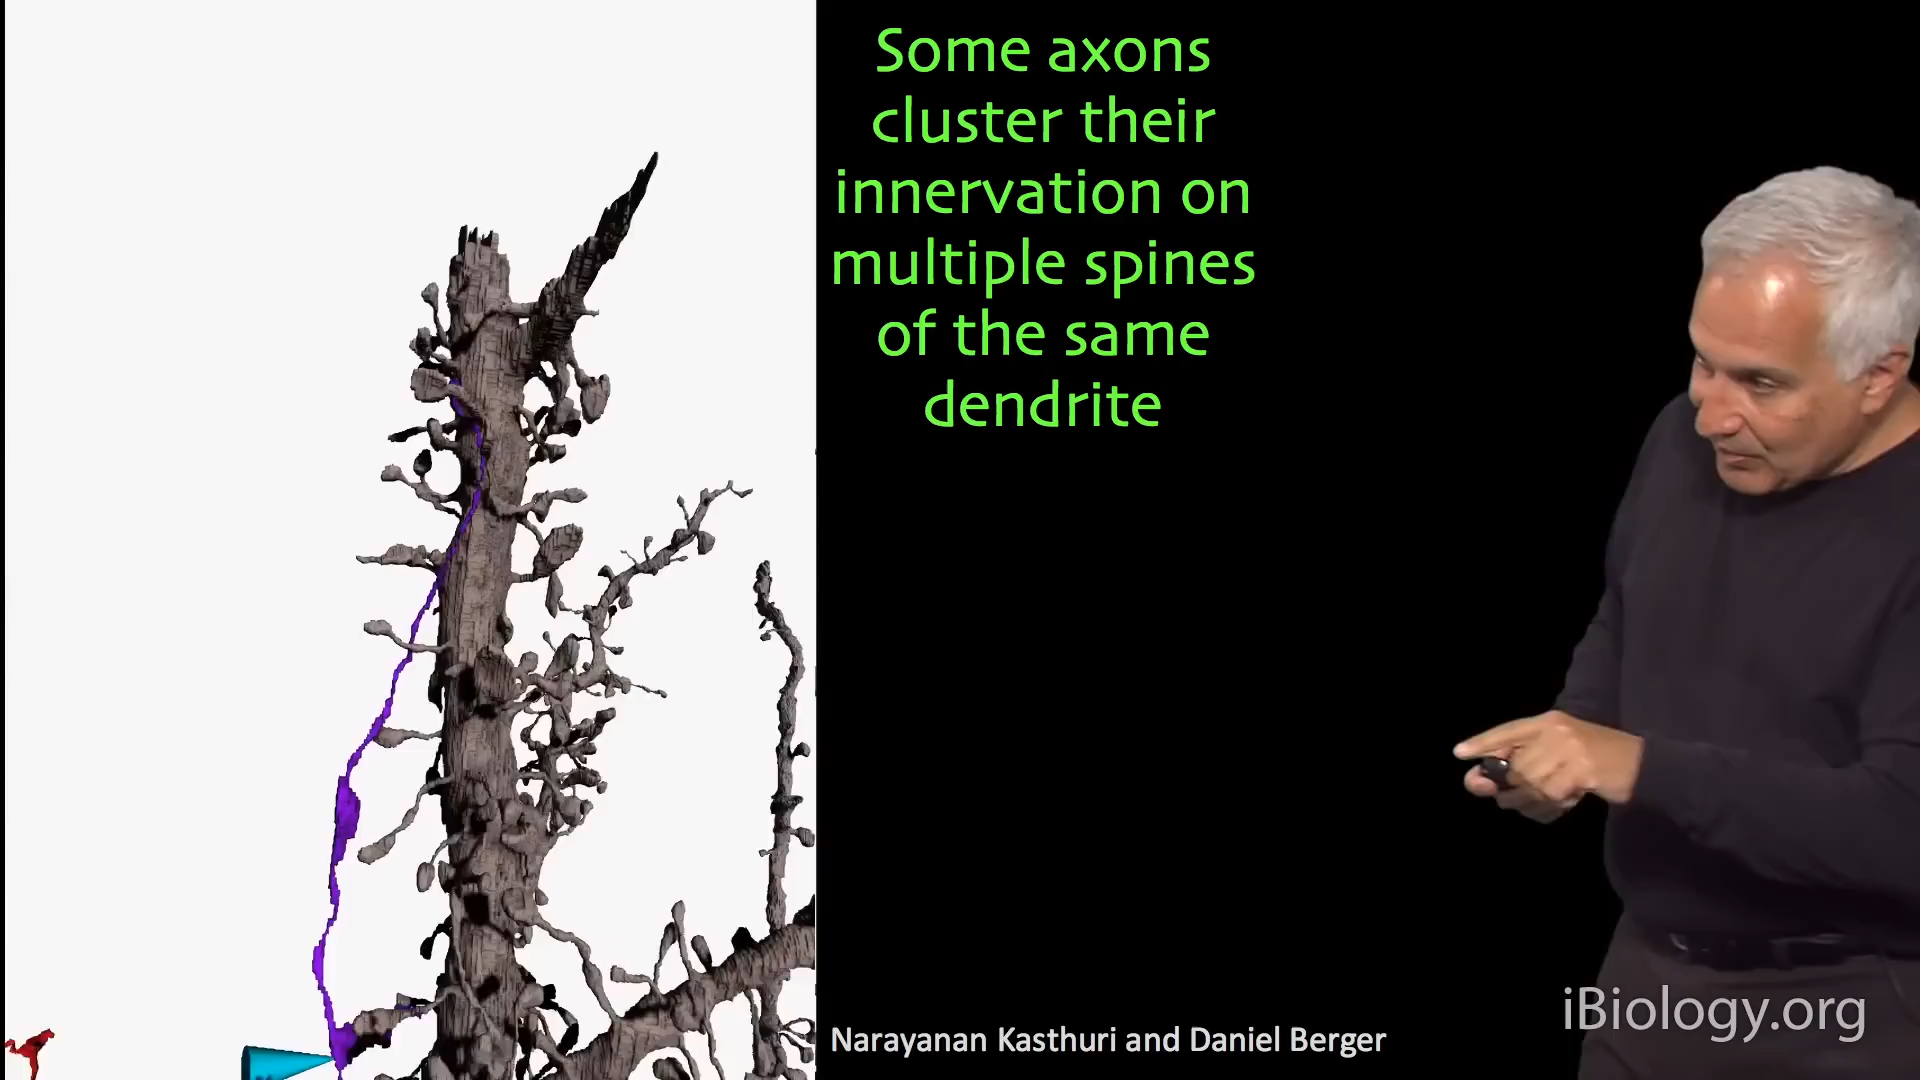 Some axons
cluster their
innervation on
multiple spines
of the same
dendrite
Narayanan Kasthuri and Daniel Berger
iBiology.org